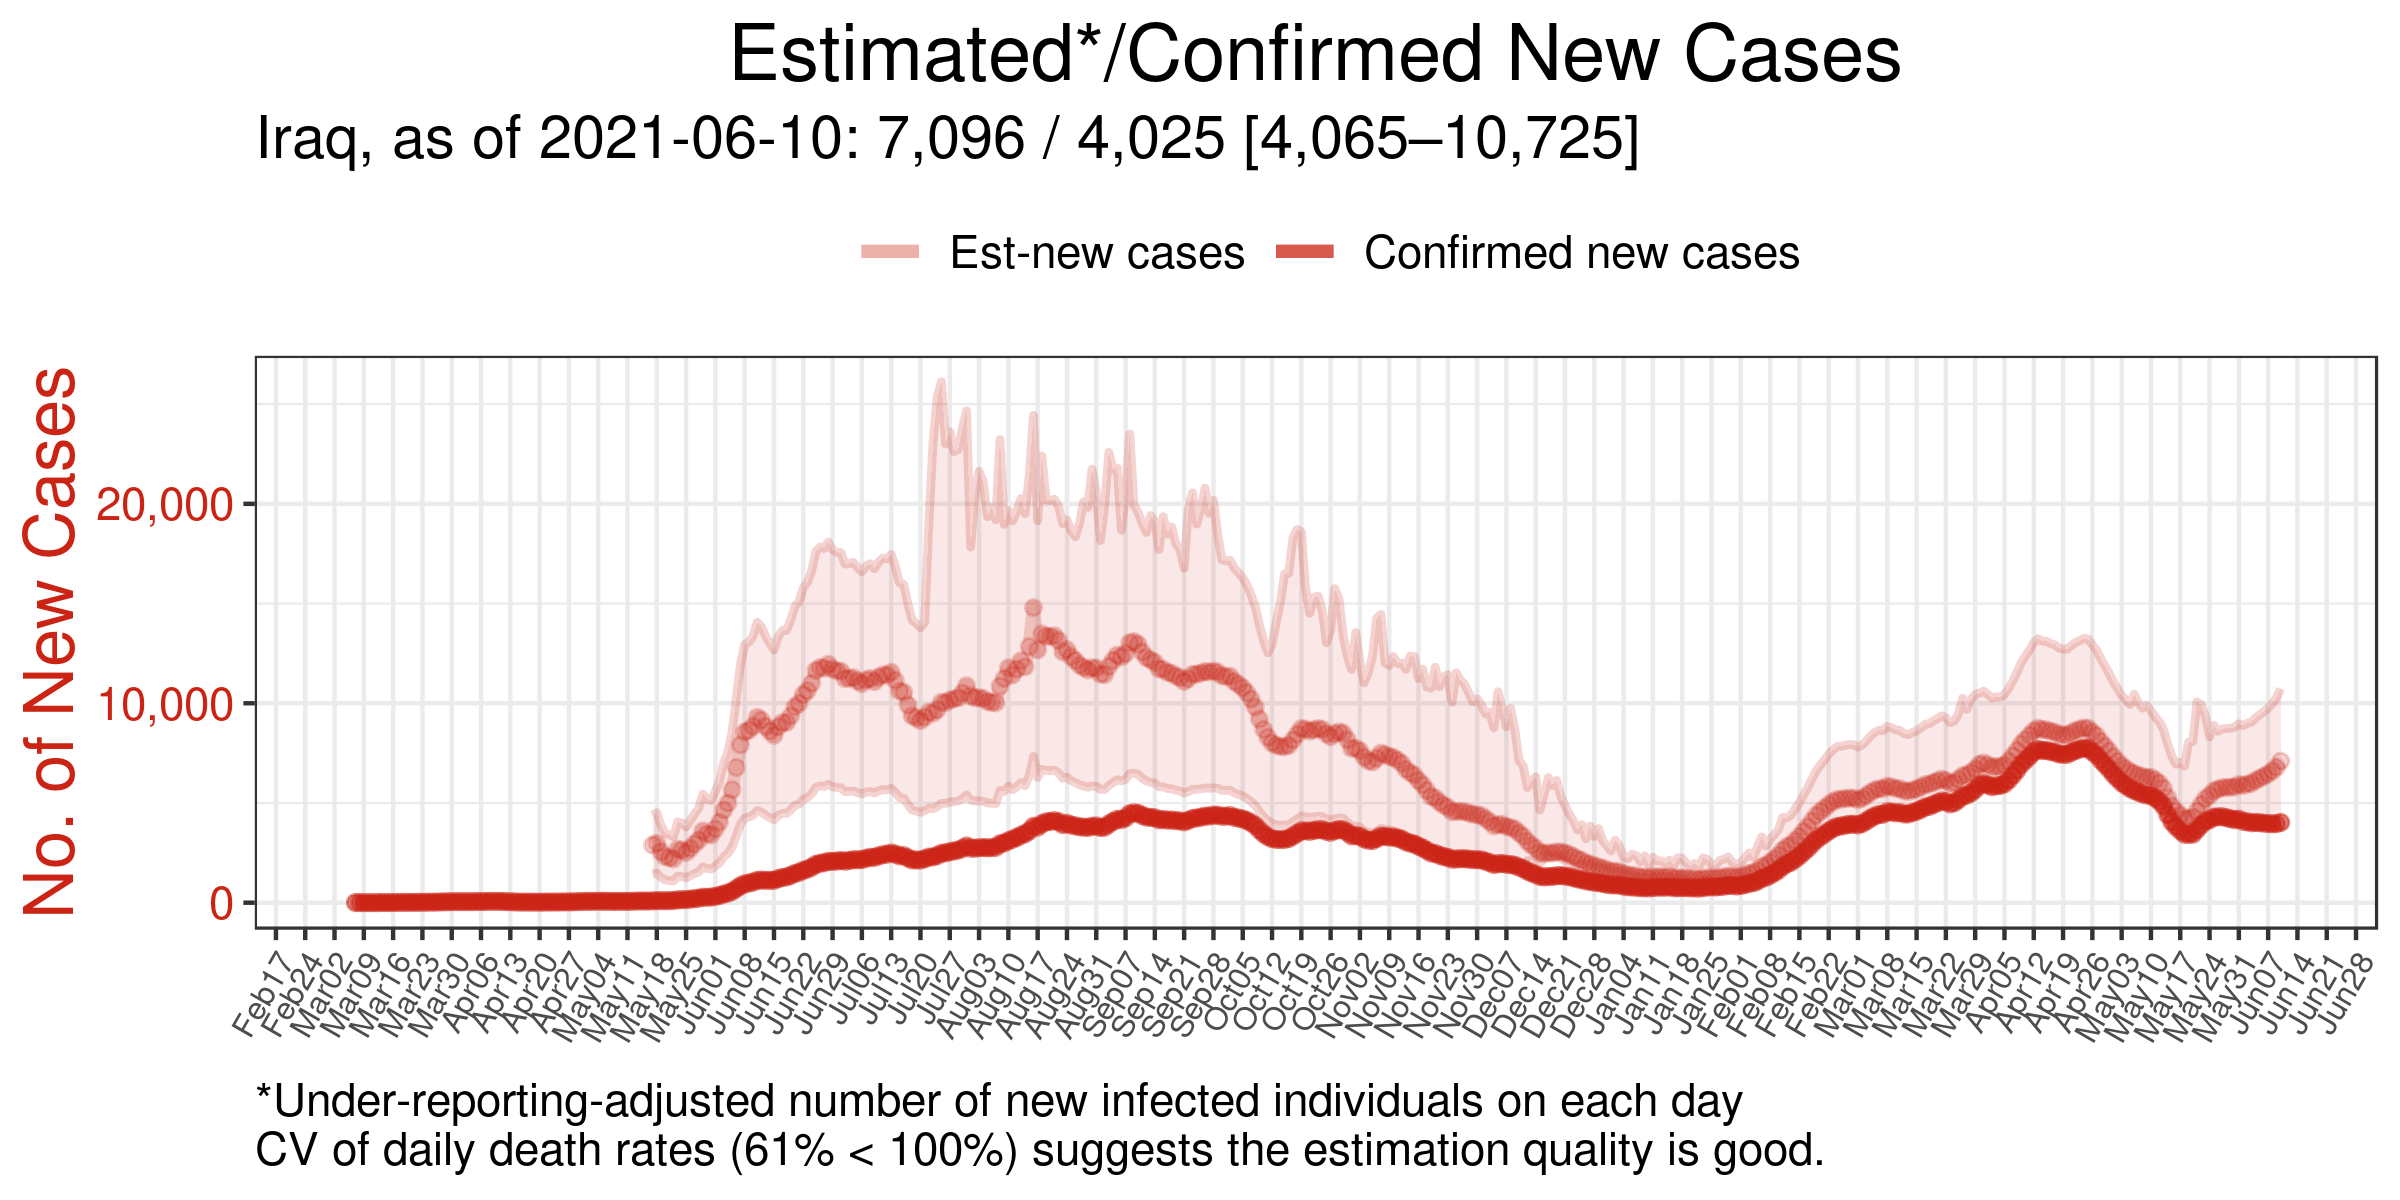 Estimated*/Confirmed New Cases
Iraq, as of 2021-06-10: 7,096 / 4,025 [4,065–10,725]
Est-new cases Confirmed new cases
No. of New Cases
20,000
10,000
0
Feb17 Feb24 Mar02 Mar09 Mar16 Mar23 Mar30 Apr06 Apr13 Apr20 Apr27 May04 May11 May18 May25 Jun01 Jun08 Jun15 Jun22 Jun29 Jul06 Jul13 Jul20 Jul27 Aug03 Aug10 Aug17 Aug24 Aug31 Sep07 Sep14 Sep21 Sep28 Oct05 Oct12 Oct19 Oct26 Nov02 Nov09 Nov16 Nov23 Nov30 Dec07 Dec14 Dec21 Dec28 Jan04 Jan11 Jan18 Jan25 Feb01 Feb08 Feb15 Feb22 Mar01 Mar08 Mar15 Mar22 Mar29 Apr05 Apr12 Apr19 Apr26 May03 May10 May17 May24 May31 Jun07 Jun14 Jun21 Jun28
*Under-reporting-adjusted number of new infected individuals on each day
CV of daily death rates (61% < 100%) suggests the estimation quality is good.